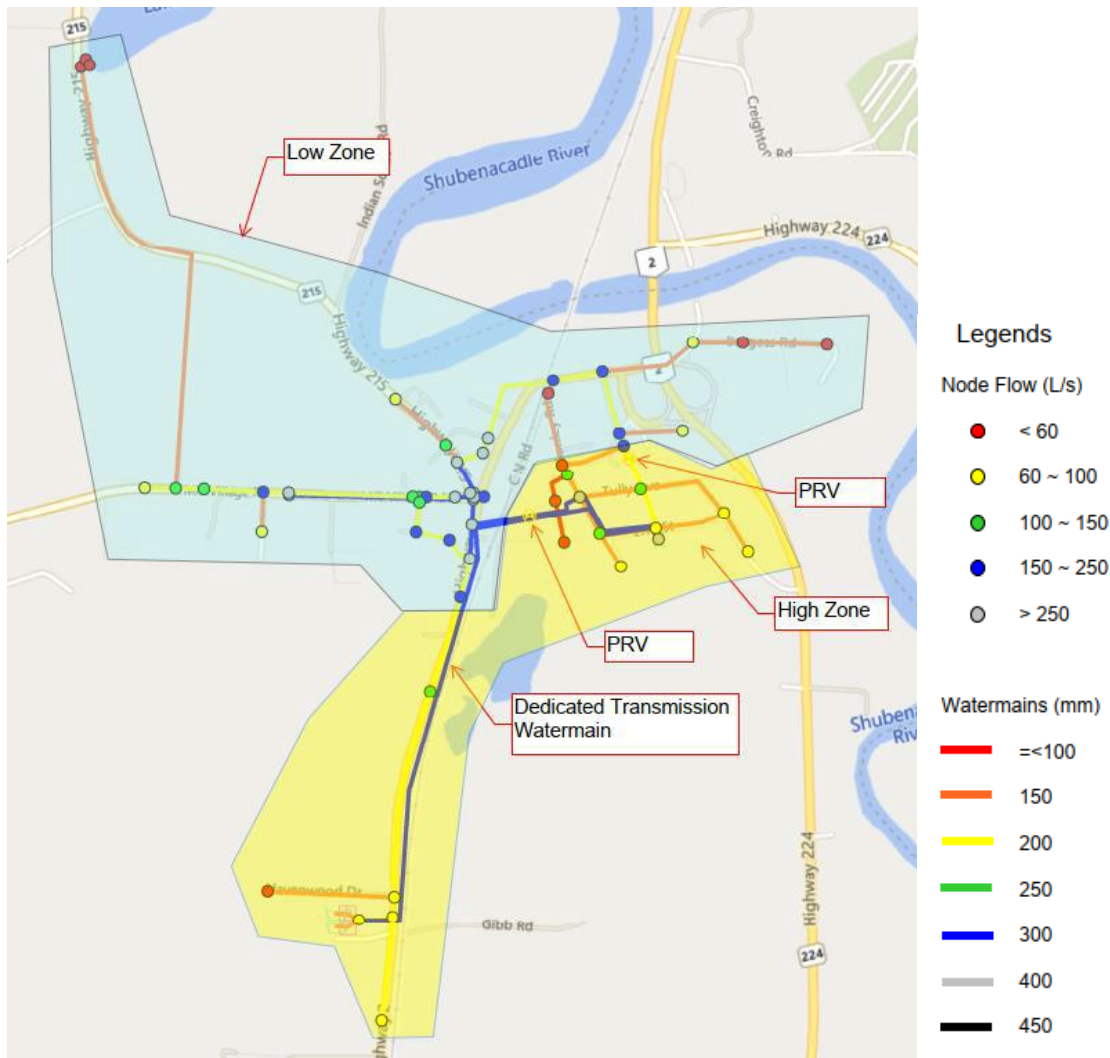 215
Highway 215
Low Zone
Shubenacadie River
Creighton Rd
Highway 224
224
2
215
Highway 215
2
C N Rd
PRV
High Zone
PRV
Dedicated Transmission
Watermain
Gibb Rd
Highway 224
224
Legends
Node Flow (L/s)
< 60
60 ~ 100
100 ~ 150
150 ~ 250
> 250
Watermains (mm)
=<100
150
200
250
300
400
450